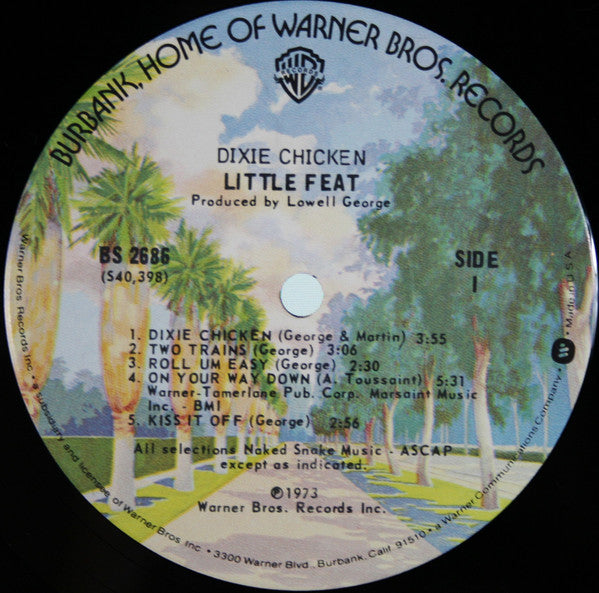 BURBANK, HOME OF WARNER BROS. RECORDS
WB
RECORDS
DIXIE CHICKEN
LITTLE FEAT
Produced by Lowell George
BS 2686
(S40,398)
SIDE
1
1. DIXIE CHICKEN (George & Martin) 3:55
2. TWO TRAINS (George) 3:06
3. ROLL UM EASY (George) 2:30
4. ON YOUR WAY DOWN (A. Toussaint) 5:31
Warner-Tamerlane Pub. Corp. Marsaint Music
Inc. - BMI
5. KISS IT OFF (George) 2:56
All selections Naked Snake Music - ASCAP
except as indicated.
℗1973
Warner Bros. Records Inc.
Warner Bros. Records Inc. • a subsidiary and licensee of Warner Bros. Inc. • 3300 Warner Blvd., Burbank, Calif. 91510 • a Warner Communications Company • Made in U.S.A.